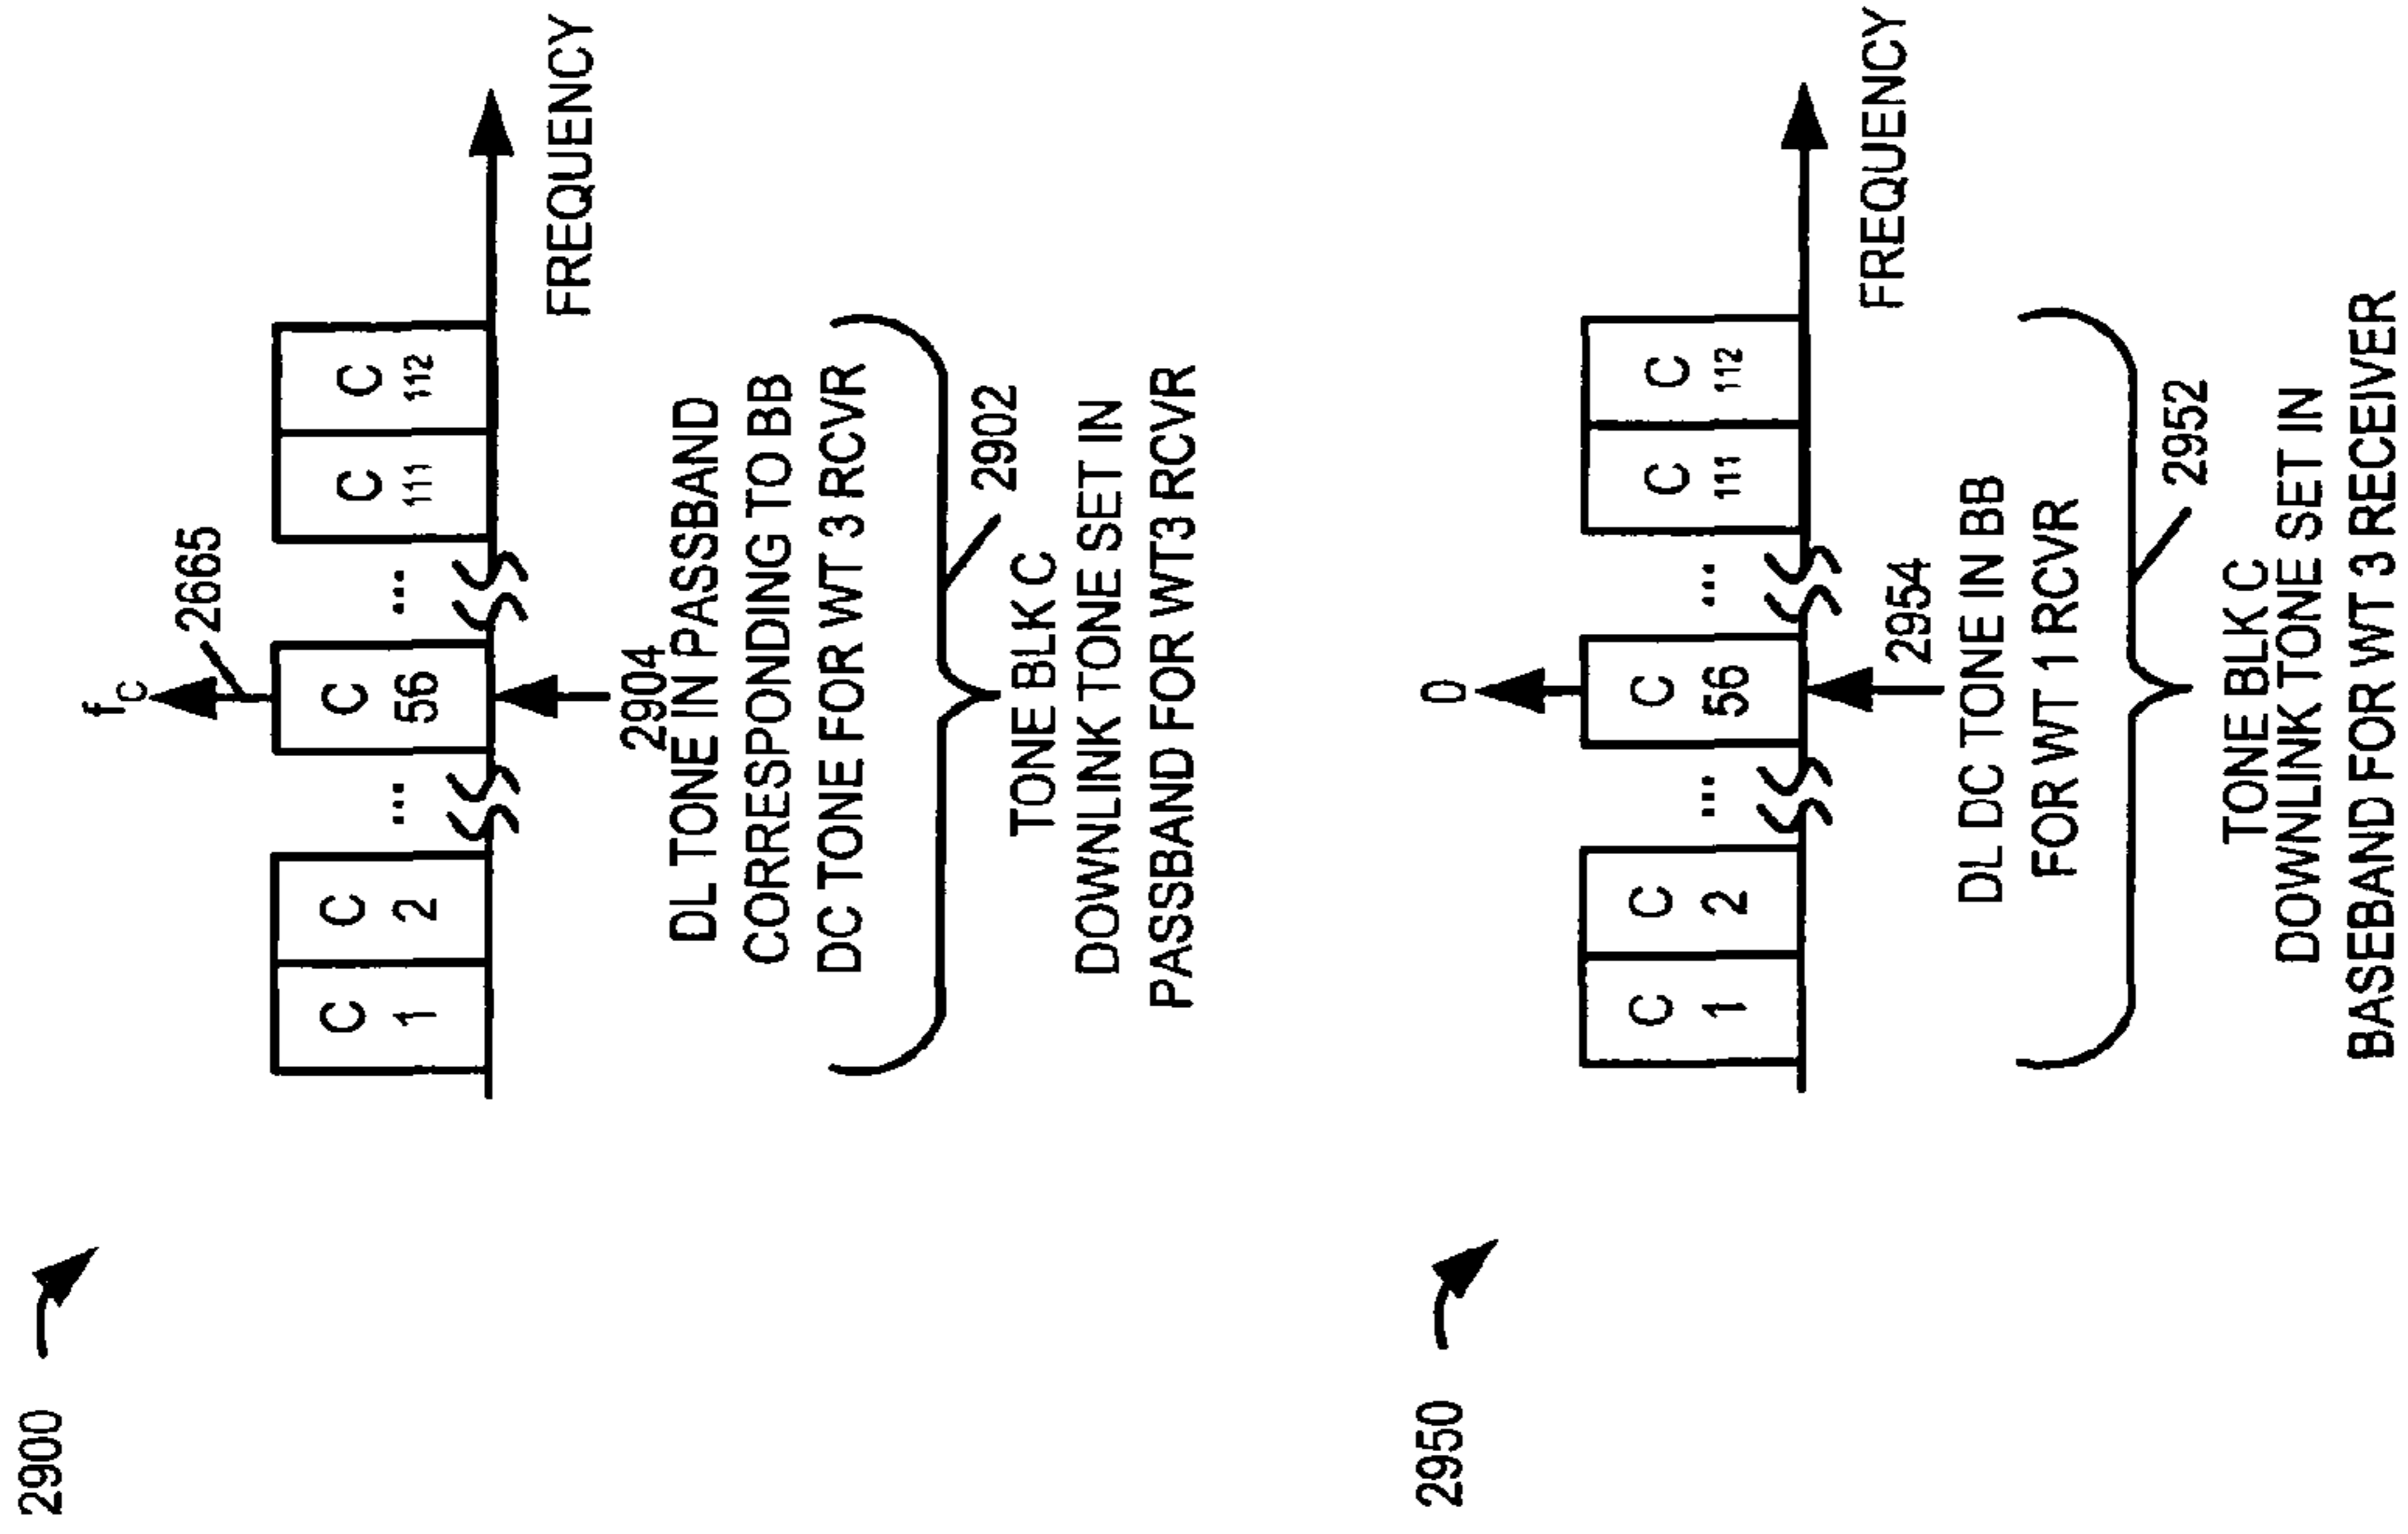 2900
f_C
2665
C 1
C 2
...
C 56
...
C 111
C 112
FREQUENCY
2904
DL TONE IN PASSBAND
CORRESPONDING TO BB
DC TONE FOR WT 3 RCVR
2902
TONE BLK C
DOWNLINK TONE SET IN
PASSBAND FOR WT3 RCVR
2950
0
C 1
C 2
...
C 56
...
C 111
C 112
FREQUENCY
2954
DL DC TONE IN BB
FOR WT 1 RCVR
2952
TONE BLK C
DOWNLINK TONE SET IN
BASEBAND FOR WT 3 RECEIVER